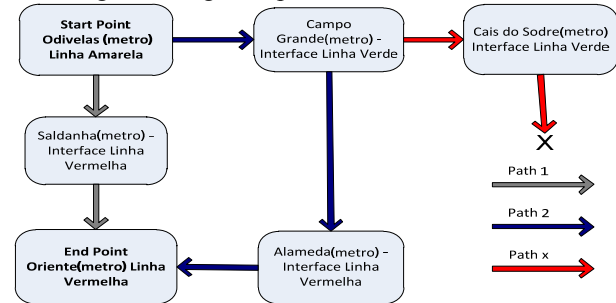 Start Point
Odivelas (metro)
Linha Amarela
Campo
Grande(metro) –
Interface Linha Verde
Cais do Sodre(metro)
Interface Linha Verde
Saldanha(metro) –
Interface Linha
Vermelha
X
Path 1
Path 2
Path x
End Point
Oriente(metro) Linha
Vermelha
Alameda(metro) –
Interface Linha
Vermelha